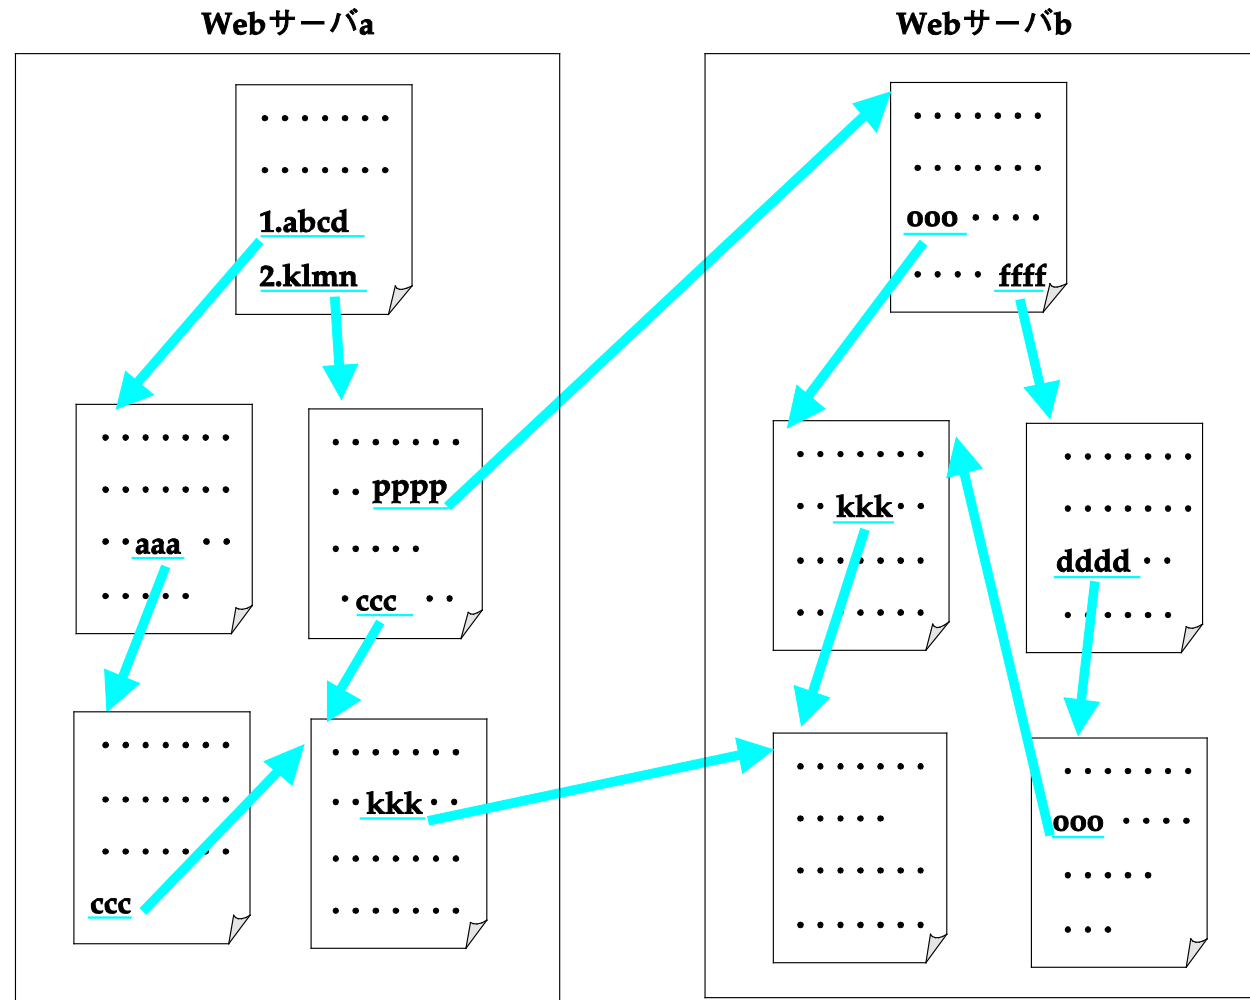 Webサーバa
1.abcd
2.klmn
aaa
pppp
ccc
ccc
kkk
Webサーバb
ooo
ffff
kkk
dddd
ooo